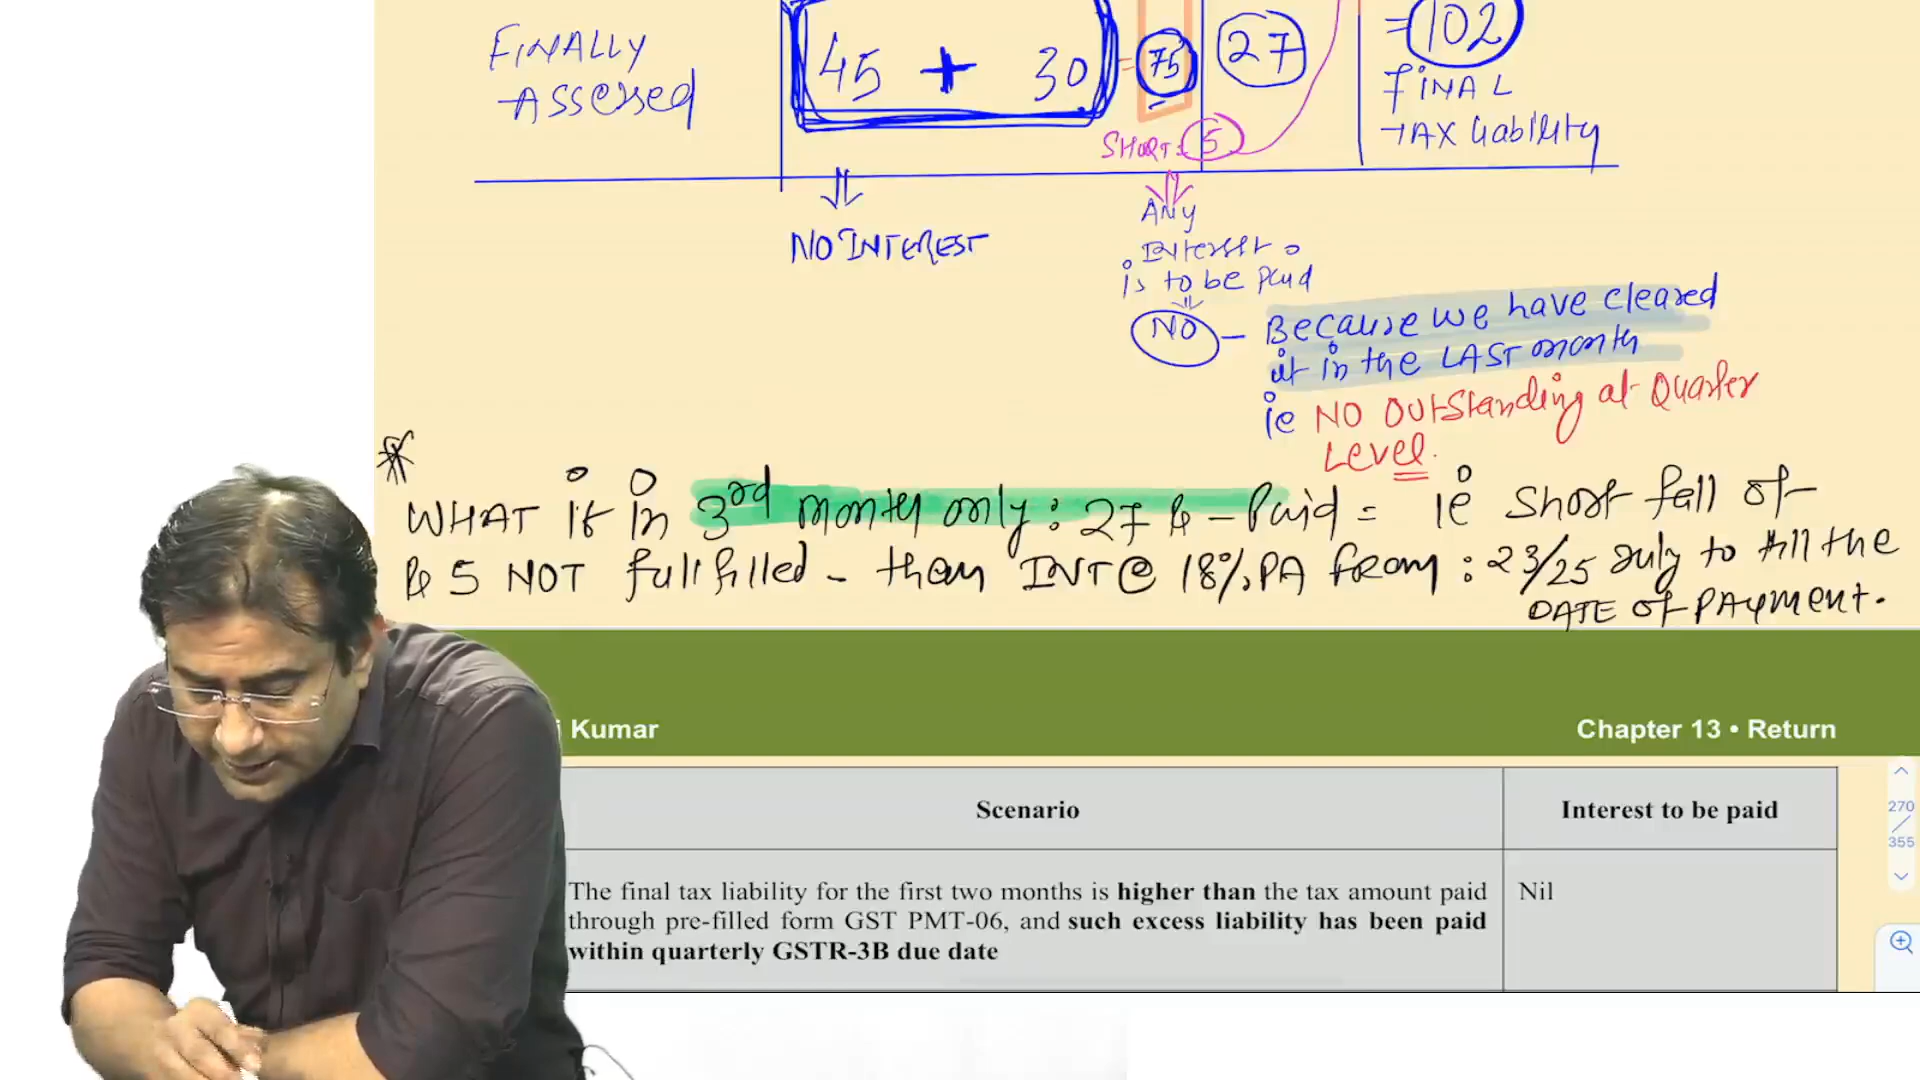 FINALLY
ASSESSED
45 + 30 = 75
27
= 102
FINAL
TAX liability
SHORT: 5
NO INTEREST
ANY
Interest
is to be paid
NO - Because we have cleared
it in the LAST month
ie NO Outstanding at Quarter
Level.
* WHAT if in 3rd month only: 27 ₨ - Paid = ie Short fall of
₨ 5 NOT fullfilled - then INT@ 18% PA from: 23/25 July to till the
DATE of PAYMENT.
Kumar
Chapter 13 • Return
Scenario
Interest to be paid
The final tax liability for the first two months is higher than the tax amount paid
through pre-filled form GST PMT-06, and such excess liability has been paid
within quarterly GSTR-3B due date
Nil
270
355